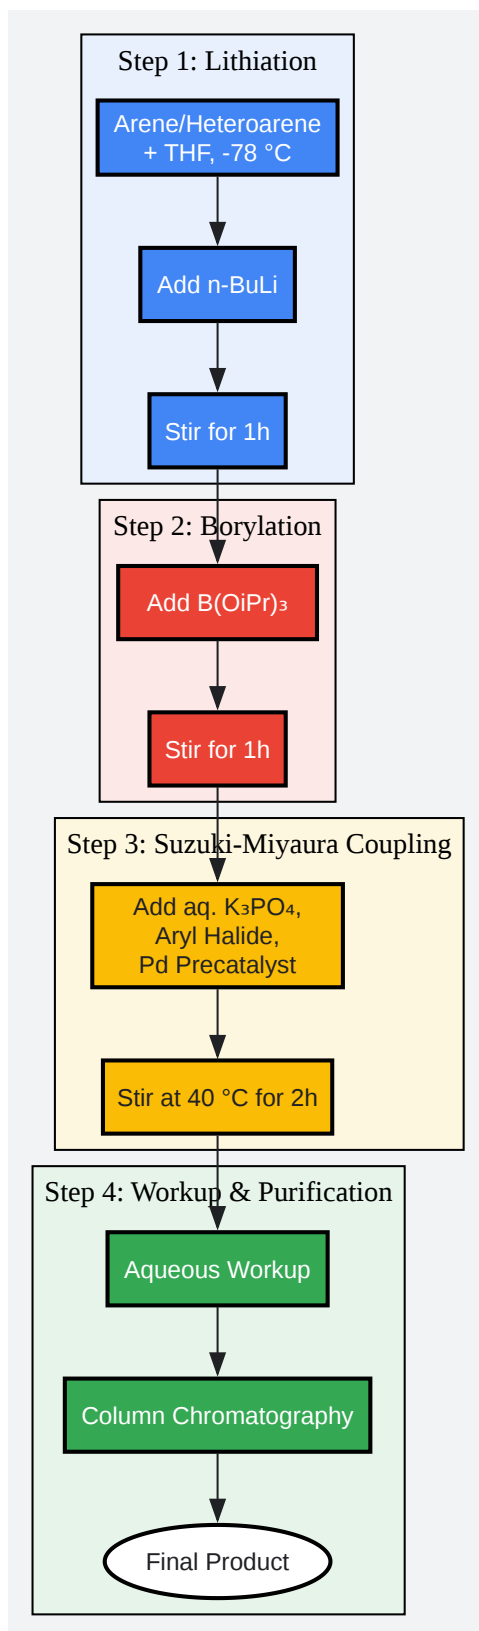 Step 1: Lithiation
Arene/Heteroarene
+ THF, -78 °C
Add n-BuLi
Stir for 1h
Step 2: Borylation
Add B(OiPr)₃
Stir for 1h
Step 3: Suzuki-Miyaura Coupling
Add aq. K₃PO₄,
Aryl Halide,
Pd Precatalyst
Stir at 40 °C for 2h
Step 4: Workup & Purification
Aqueous Workup
Column Chromatography
Final Product